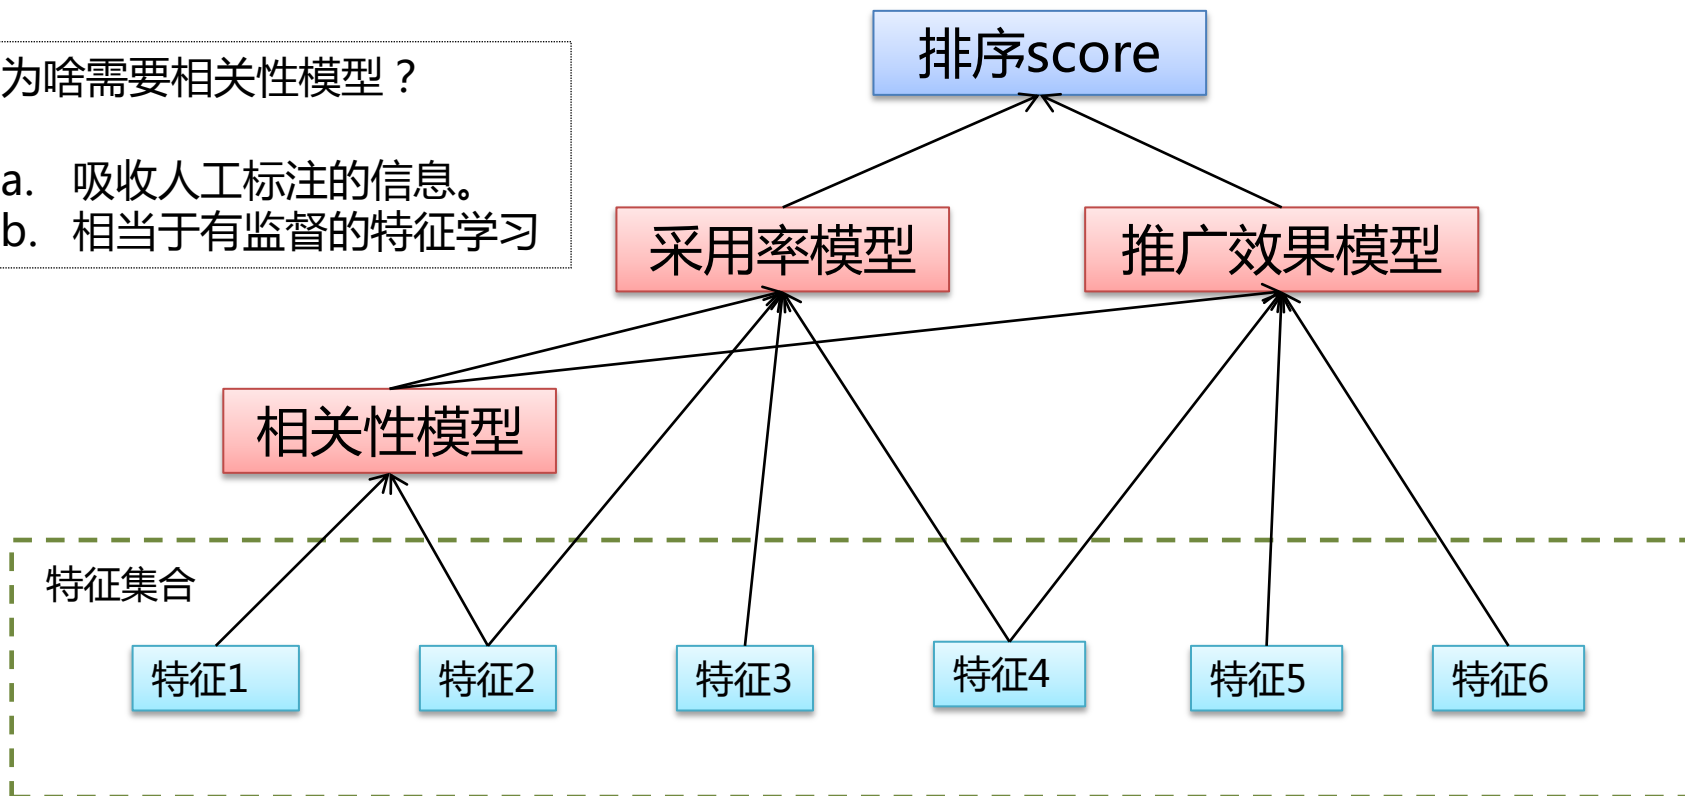 排序score
为啥需要相关性模型？
a. 吸收人工标注的信息。
b. 相当于有监督的特征学习
采用率模型
推广效果模型
相关性模型
特征集合
特征1
特征2
特征3
特征4
特征5
特征6